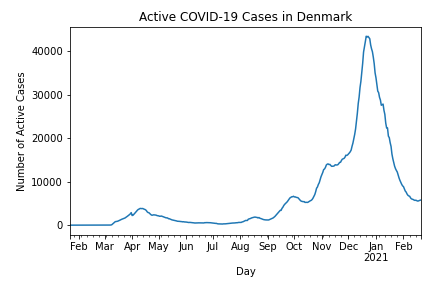 Active COVID-19 Cases in Denmark
Number of Active Cases
40000
30000
20000
10000
0
Feb Mar Apr May Jun Jul Aug Sep Oct Nov Dec Jan Feb
2021
Day